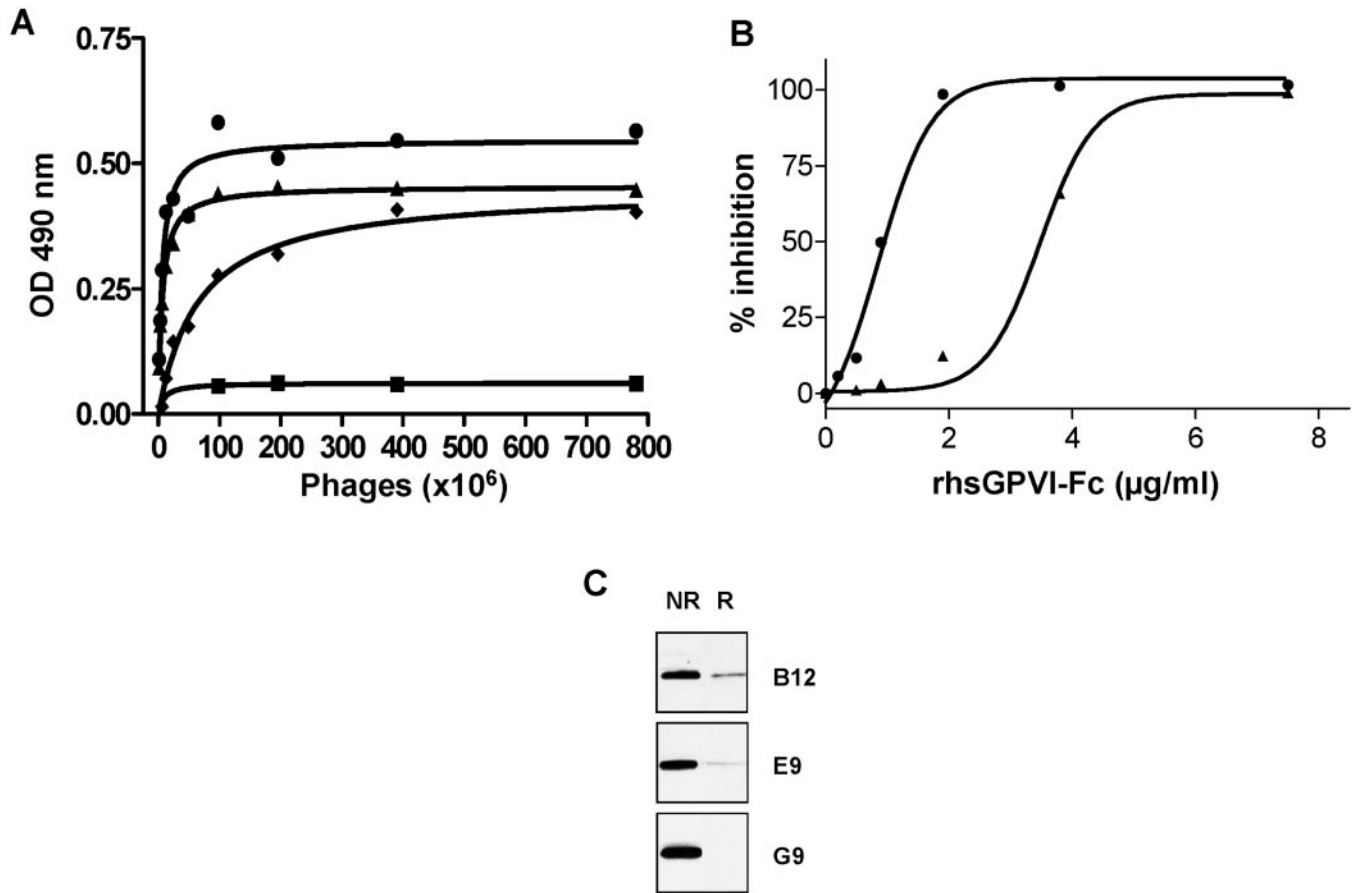 A
0.75
0.50
0.25
0.00
OD 490 nm
0 100 200 300 400 500 600 700 800
Phages (x10⁶)
B
100
75
50
25
0
% inhibition
0 2 4 6 8
rhsGPVI-Fc (µg/ml)
C
NR R
B12
E9
G9